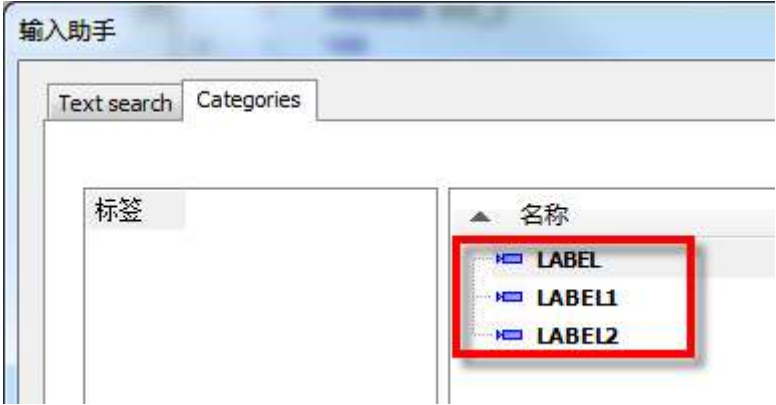 输入助手
Text search Categories
标签 名称
LABEL
LABEL1
LABEL2